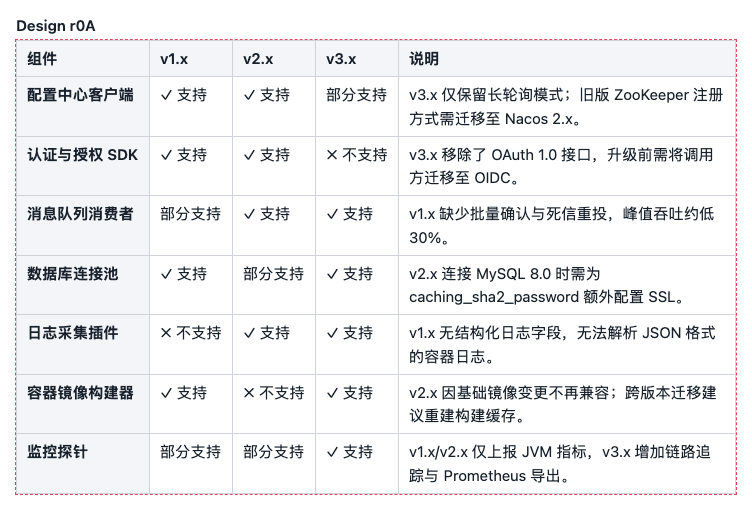 Design r0A
组件 v1.x v2.x v3.x 说明
配置中心客户端 ✓ 支持 ✓ 支持 部分支持 v3.x 仅保留长轮询模式；旧版 ZooKeeper 注册
方式需迁移至 Nacos 2.x。
认证与授权 SDK ✓ 支持 ✓ 支持 ✕ 不支持 v3.x 移除了 OAuth 1.0 接口，升级前需将调用
方迁移至 OIDC。
消息队列消费者 部分支持 ✓ 支持 ✓ 支持 v1.x 缺少批量确认与死信重投，峰值吞吐约低
30%。
数据库连接池 ✓ 支持 部分支持 ✓ 支持 v2.x 连接 MySQL 8.0 时需为
caching_sha2_password 额外配置 SSL。
日志采集插件 ✕ 不支持 ✓ 支持 ✓ 支持 v1.x 无结构化日志字段，无法解析 JSON 格式
的容器日志。
容器镜像构建器 ✓ 支持 ✕ 不支持 ✓ 支持 v2.x 因基础镜像变更不再兼容；跨版本迁移建
议重建构建缓存。
监控探针 部分支持 部分支持 ✓ 支持 v1.x/v2.x 仅上报 JVM 指标，v3.x 增加链路追
踪与 Prometheus 导出。